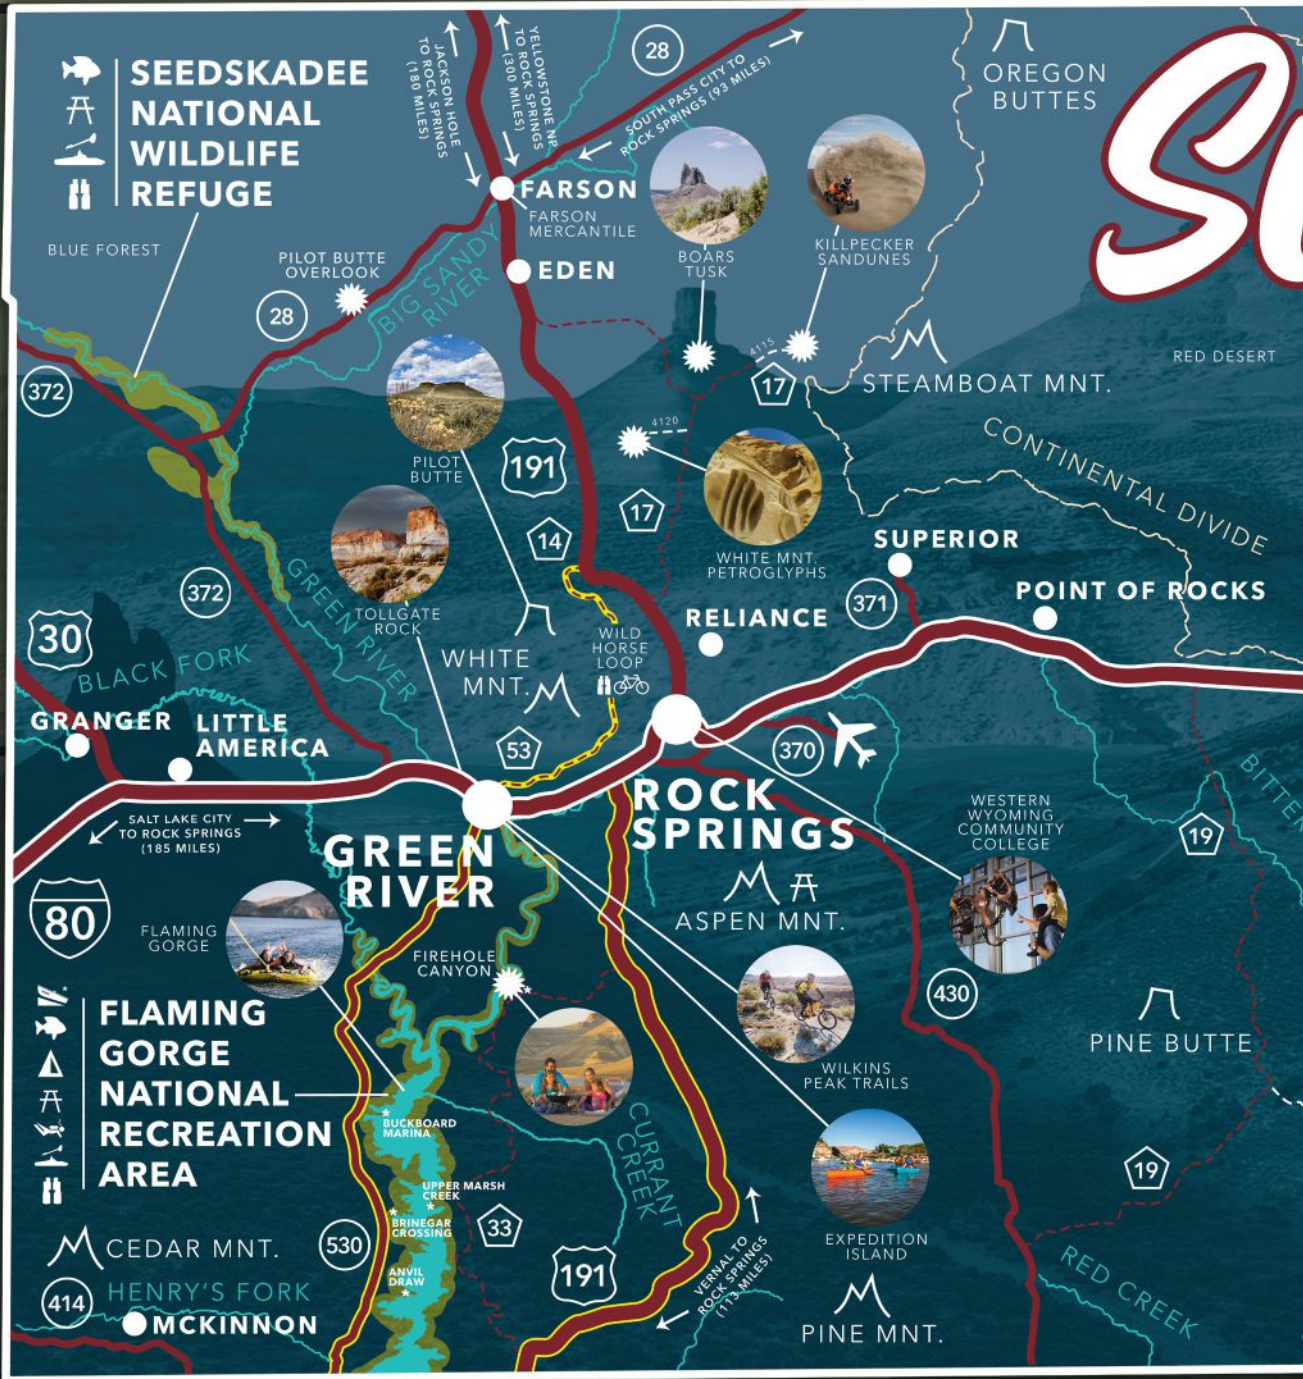 SEEDSKADEE
NATIONAL
WILDLIFE
REFUGE
BLUE FOREST
JACKSON HOLE
TO ROCK SPRINGS
(180 MILES)
YELLOWSTONE NP
TO ROCK SPRINGS
(300 MILES)
28
SOUTH PASS CITY TO
ROCK SPRINGS (93 MILES)
OREGON
BUTTES
FARSON
FARSON
MERCANTILE
EDEN
PILOT BUTTE
OVERLOOK
28
BIG SANDY
RIVER
BOARS
TUSK
KILLPECKER
SANDUNES
372
4115
17
STEAMBOAT MNT.
RED DESERT
CONTINENTAL DIVIDE
PILOT
BUTTE
191
4120
17
14
WHITE MNT.
PETROGLYPHS
SUPERIOR
371
POINT OF ROCKS
372
GREEN RIVER
TOLLGATE
ROCK
30
BLACK FORK
WHITE
MNT.
WILD
HORSE
LOOP
RELIANCE
GRANGER
LITTLE
AMERICA
53
370
SALT LAKE CITY
TO ROCK SPRINGS
(185 MILES)
GREEN
RIVER
ROCK
SPRINGS
BITTER
19
WESTERN
WYOMING
COMMUNITY
COLLEGE
80
FLAMING
GORGE
ASPEN MNT.
FIREHOLE
CANYON
430
FLAMING
GORGE
NATIONAL
RECREATION
AREA
PINE BUTTE
WILKINS
PEAK TRAILS
BUCKBOARD
MARINA
CURRANT
CREEK
UPPER MARSH
CREEK
BRINEGAR
CROSSING
33
19
CEDAR MNT.
530
ANVIL
DRAW
191
VERNAL TO
ROCK SPRINGS
(113 MILES)
EXPEDITION
ISLAND
RED CREEK
414
HENRY'S FORK
MCKINNON
PINE MNT.